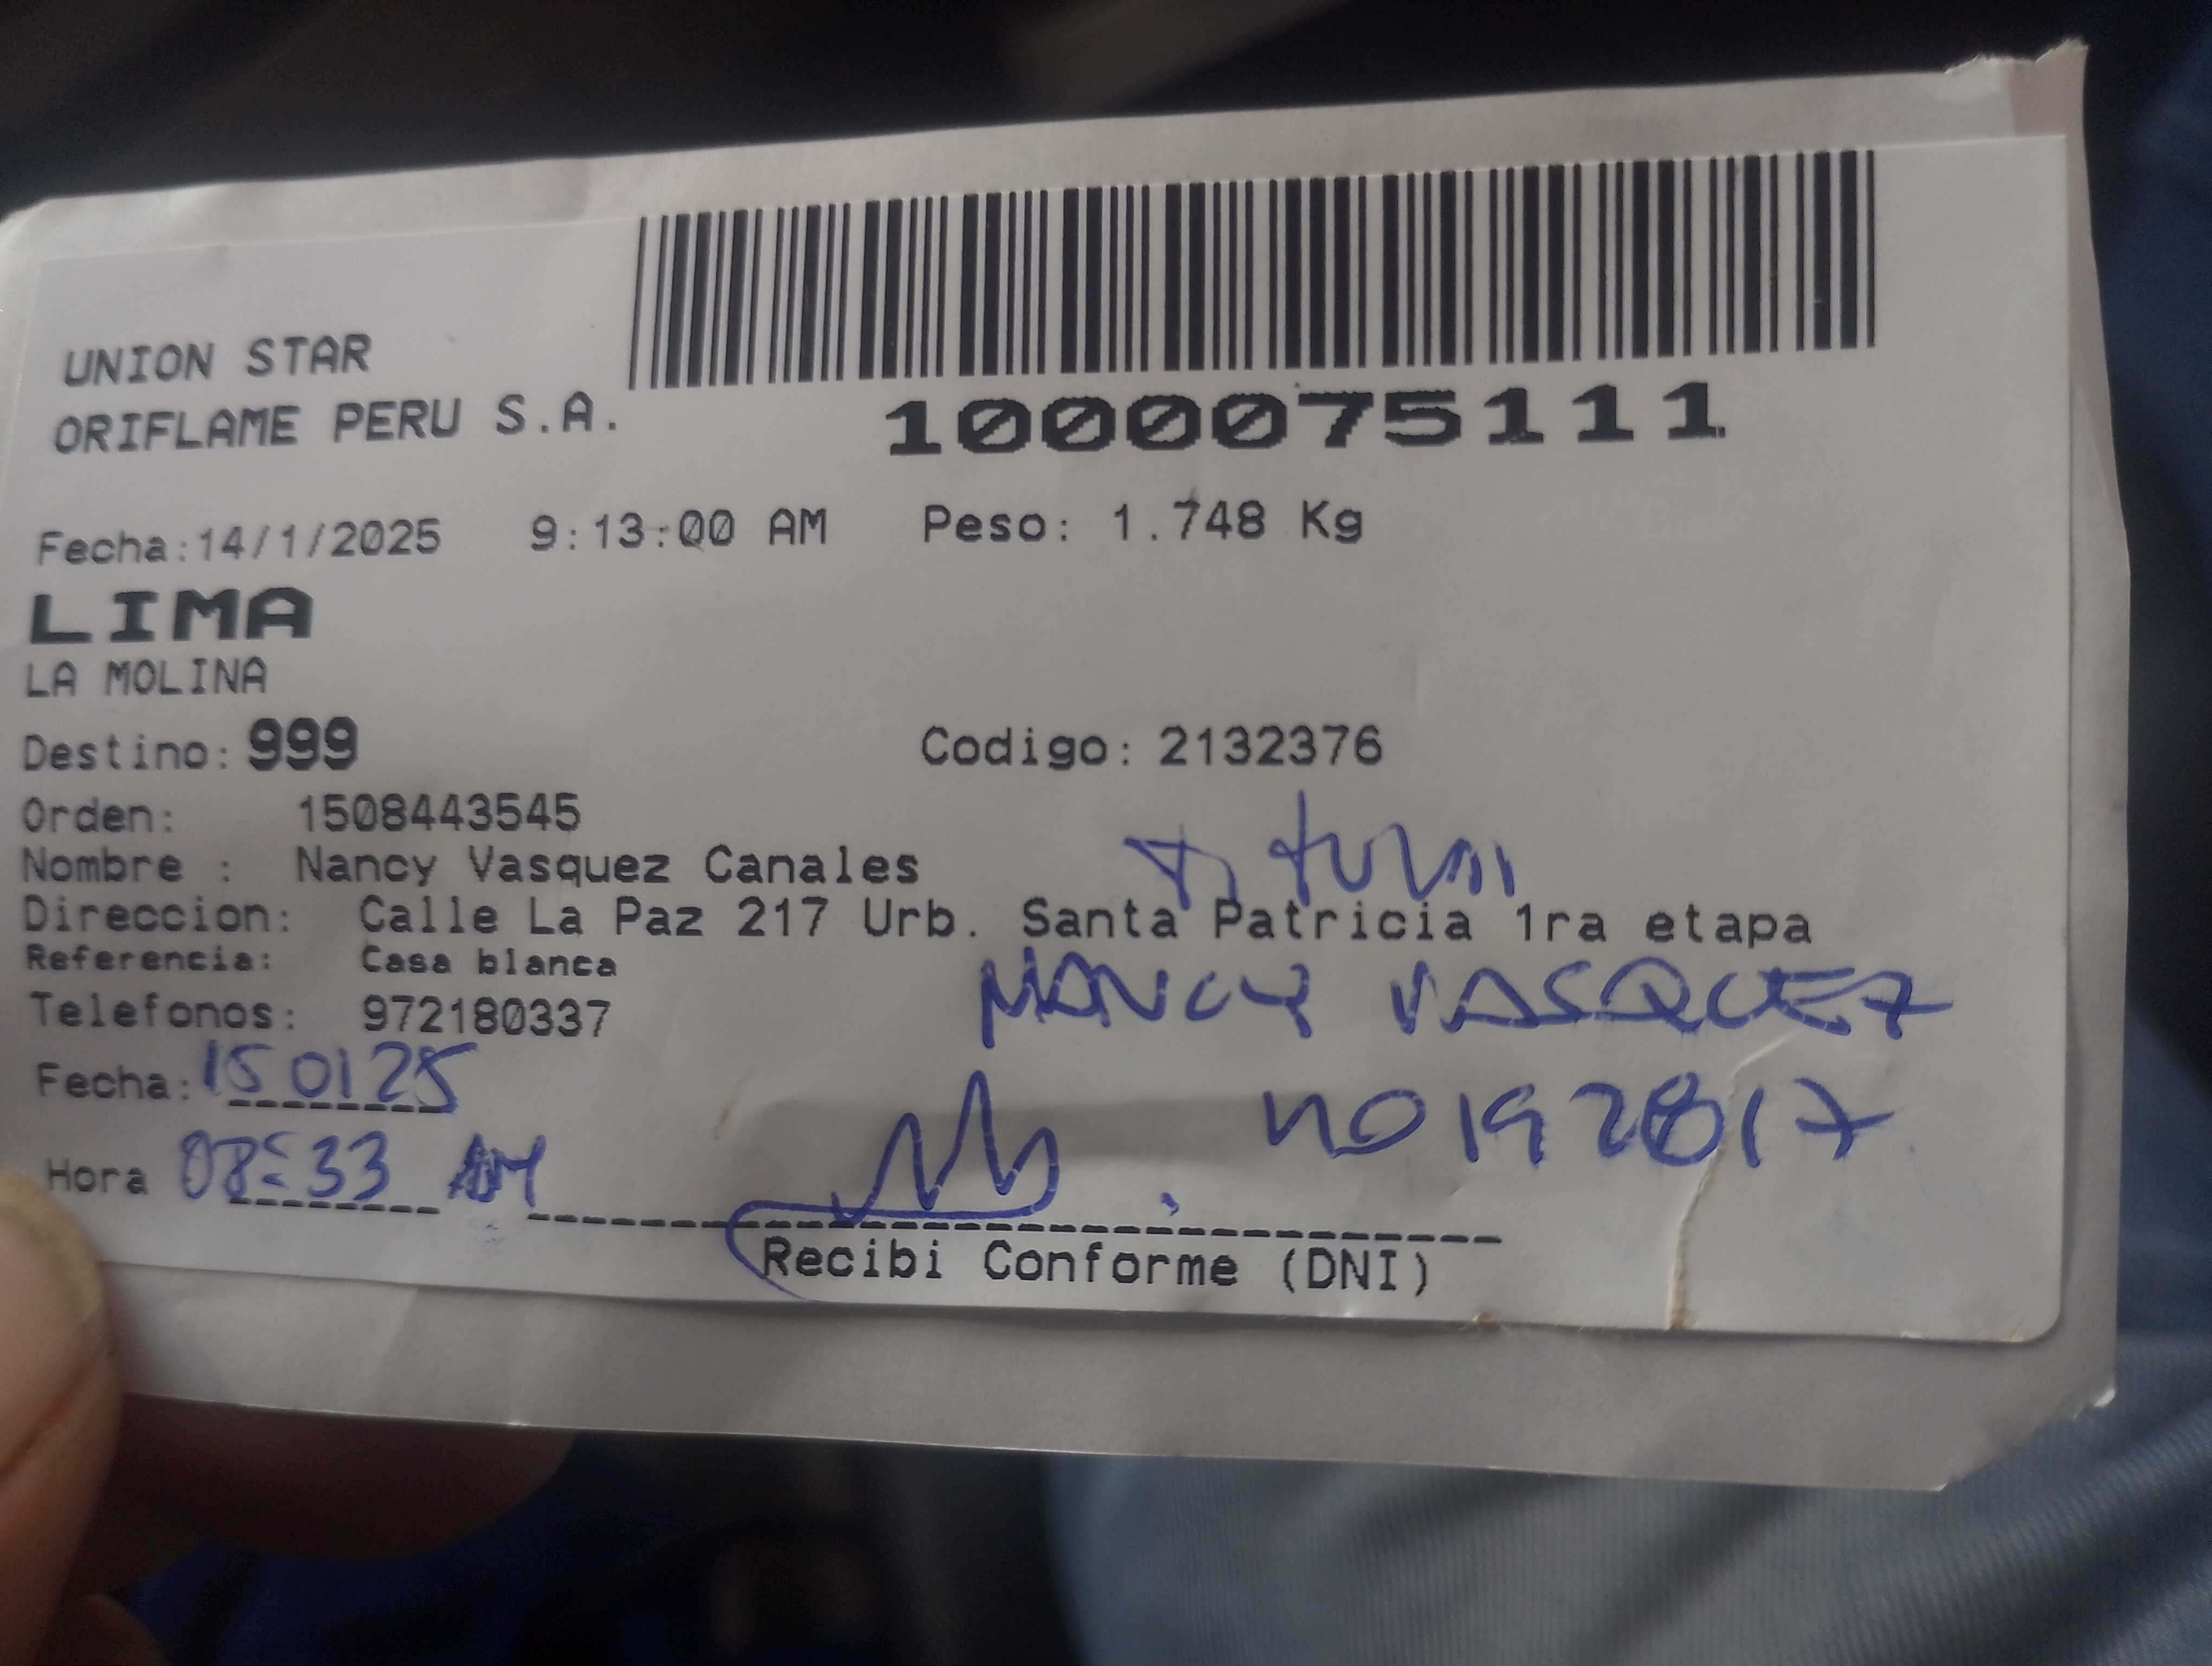 UNION STAR
ORIFLAME PERU S.A.
1000075111
Fecha:14/1/2025 9:13:00 AM Peso: 1.748 Kg
LIMA
LA MOLINA
Destino: 999 Codigo: 2132376
Orden: 1508443545
Nombre : Nancy Vasquez Canales
Direccion: Calle La Paz 217 Urb. Santa Patricia 1ra etapa
Referencia: Casa blanca
Telefonos: 972180337
NANCY VASQUEZ
Fecha: 150125
Hora 08:33 AM
Recibi Conforme (DNI)